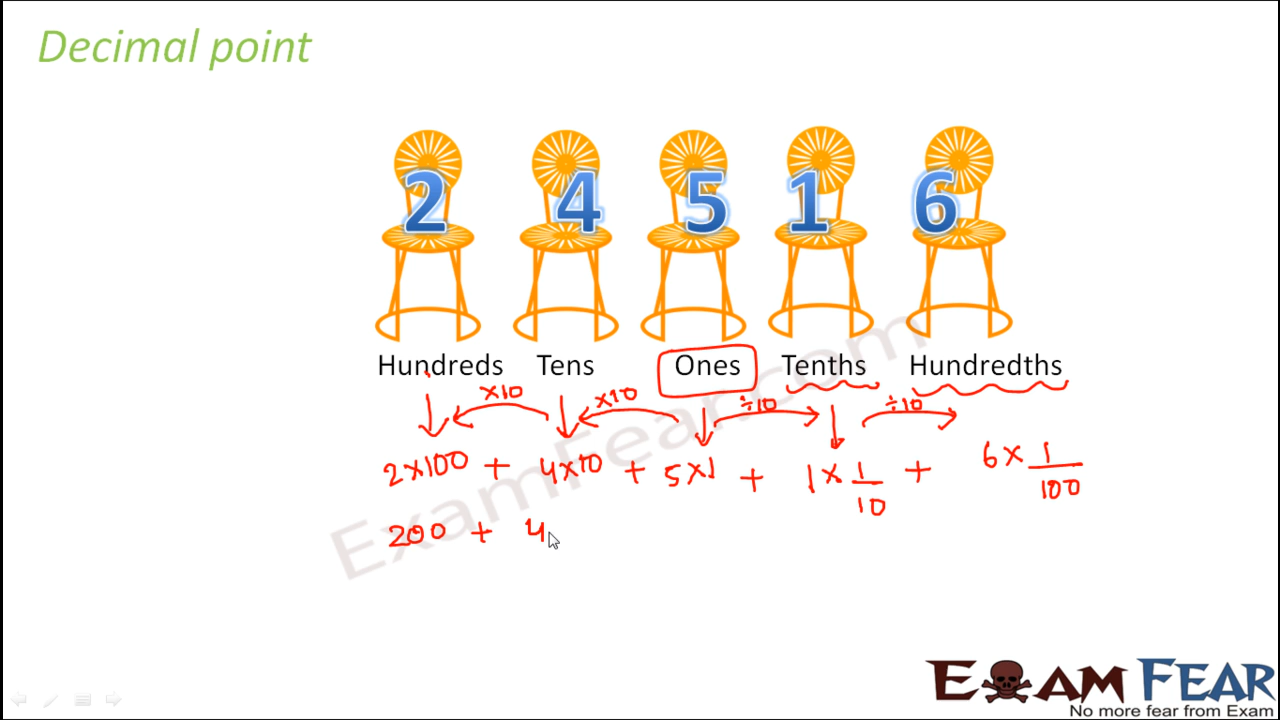 Decimal point
2 4 5 1 6
Hundreds Tens Ones Tenths Hundredths
×10 ×10 ÷10 ÷10
2×100 + 4×10 + 5×1 + 1×1/10 + 6×1/100
200 + 4
ExamFear.com
EXAM FEAR
No more fear from Exam